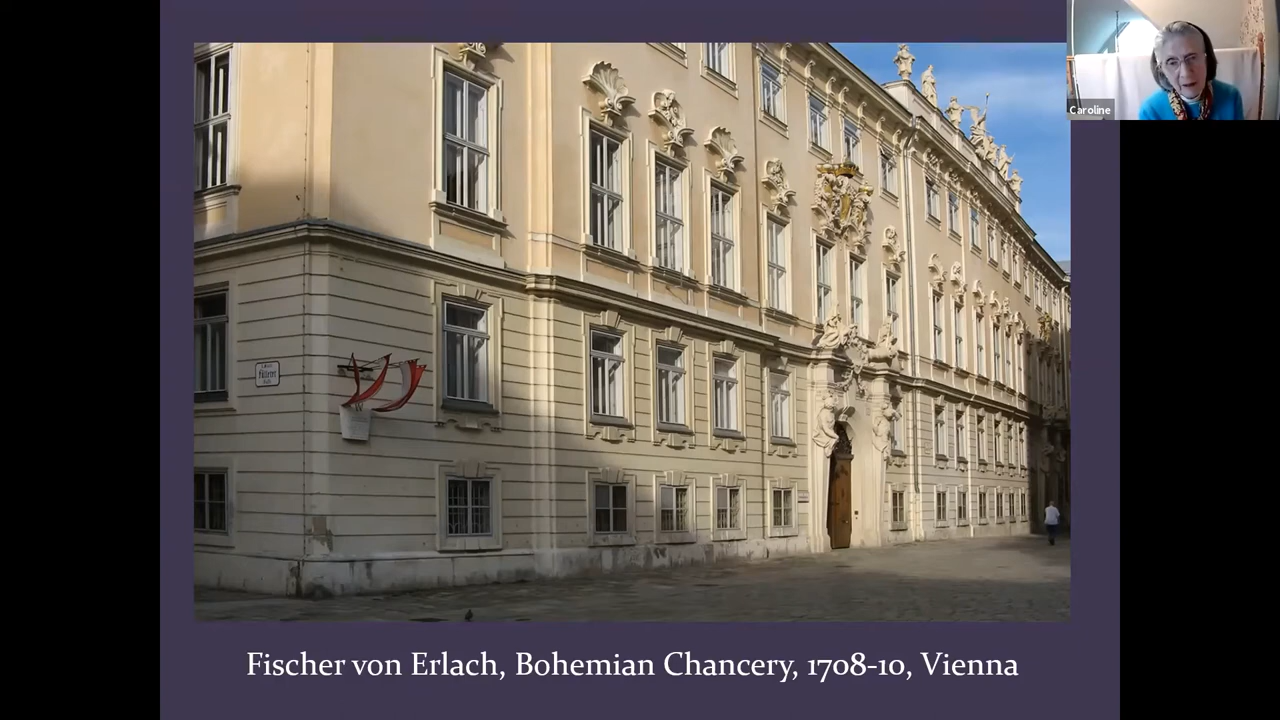 Caroline
Fischer von Erlach, Bohemian Chancery, 1708-10, Vienna